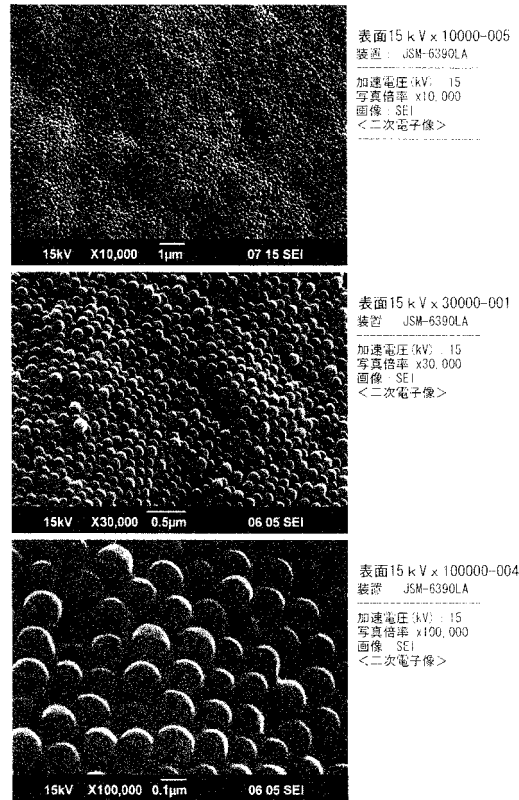 表面15ｋＶｘ10000-005
装置： JSM-6390LA
加速電圧(kV)：15
写真倍率 x10,000
画像：SEI
＜二次電子像＞
15kV X10,000 1μm 07 15 SEI
表面15ｋＶｘ30000-001
装置 JSM-6390LA
加速電圧(kV)：15
写真倍率 x30,000
画像 SEI
＜二次電子像＞
15kV X30,000 0.5μm 06 05 SEI
表面15ｋＶｘ100000-004
装置 JSM-6390LA
加速電圧(kV)：15
写真倍率 x100,000
画像 SEI
＜二次電子像＞
15kV X100,000 0.1μm 06 05 SEI